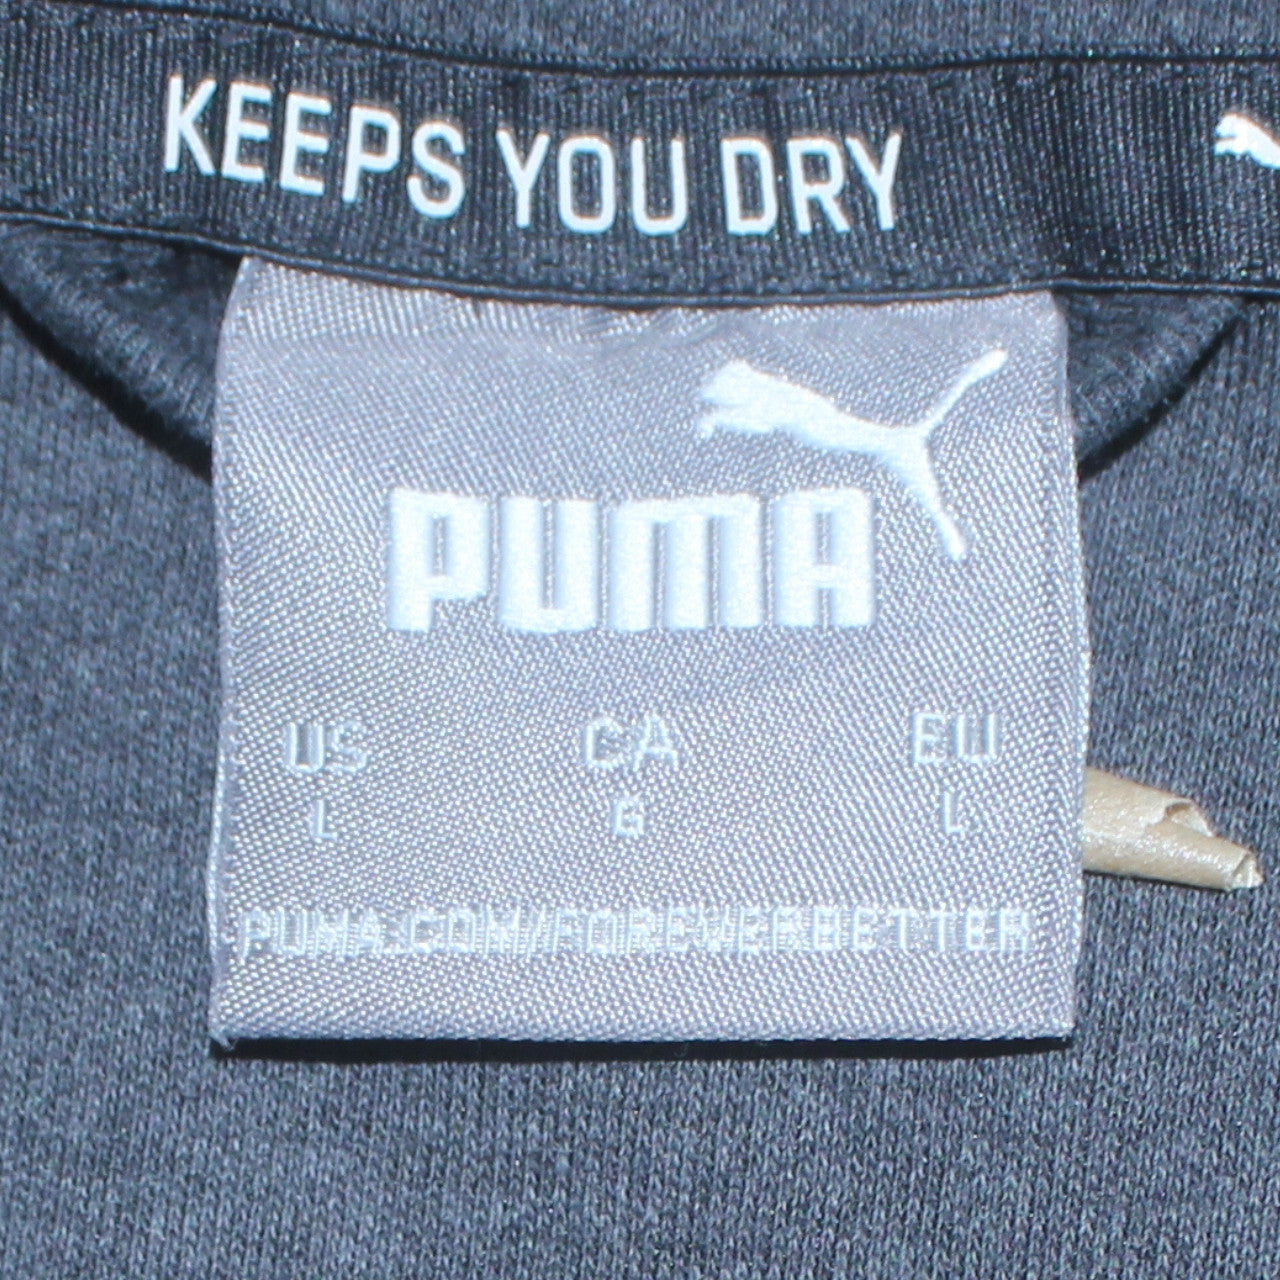 KEEPS YOU DRY
PUMA
US CA EU
L G L
PUMA.COM/FOREVERBETTER